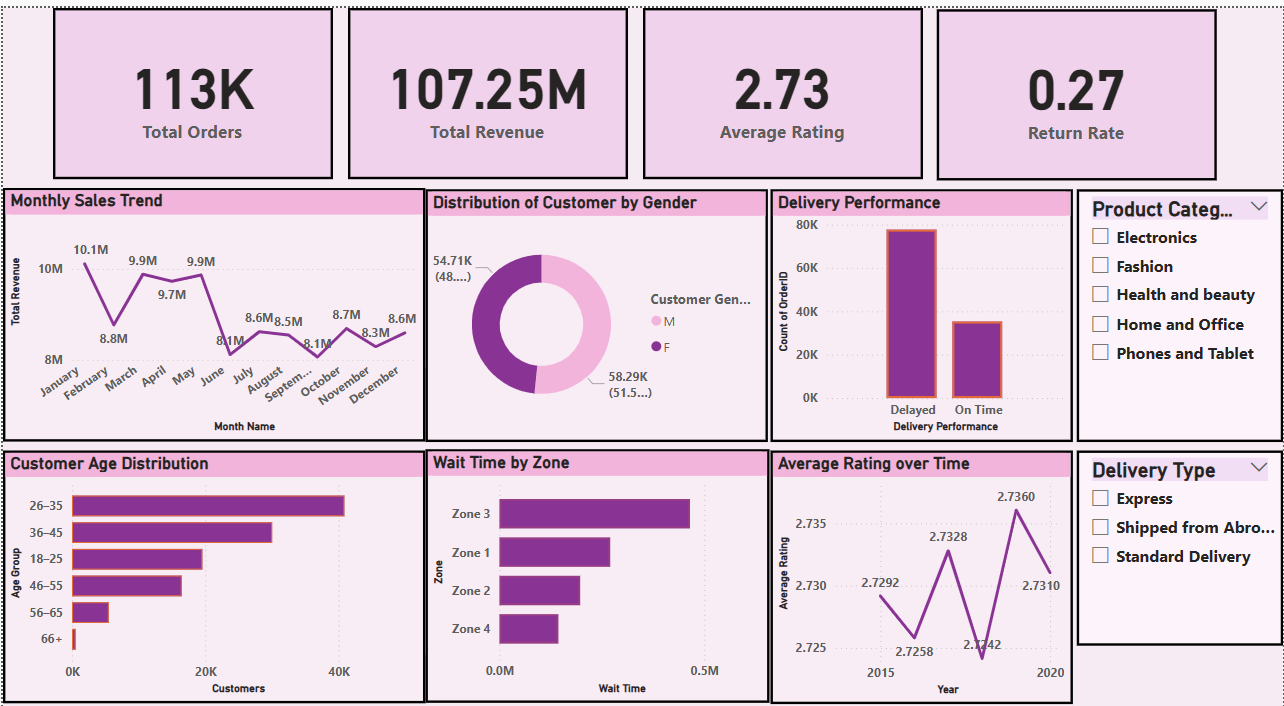 113K
Total Orders
107.25M
Total Revenue
2.73
Average Rating
0.27
Return Rate
Monthly Sales Trend
Total Revenue
10M
8M
10.1M
8.8M
9.9M
9.7M
9.9M
8.1M
8.6M
8.5M
8.1M
8.7M
8.3M
8.6M
January
February
March
April
May
June
July
August
Septem...
October
November
December
Month Name
Distribution of Customer by Gender
54.71K
(48....)
58.29K
(51.5...)
Customer Gen...
M
F
Delivery Performance
Count of OrderID
80K
60K
40K
20K
0K
Delayed
On Time
Delivery Performance
Product Categ...
Electronics
Fashion
Health and beauty
Home and Office
Phones and Tablet
Customer Age Distribution
Age Group
26–35
36–45
18–25
46–55
56–65
66+
0K
20K
40K
Customers
Wait Time by Zone
Zone
Zone 3
Zone 1
Zone 2
Zone 4
0.0M
0.5M
Wait Time
Average Rating over Time
Average Rating
2.735
2.730
2.725
2.7292
2.7258
2.7328
2.7242
2.7360
2.7310
2015
2020
Year
Delivery Type
Express
Shipped from Abro...
Standard Delivery